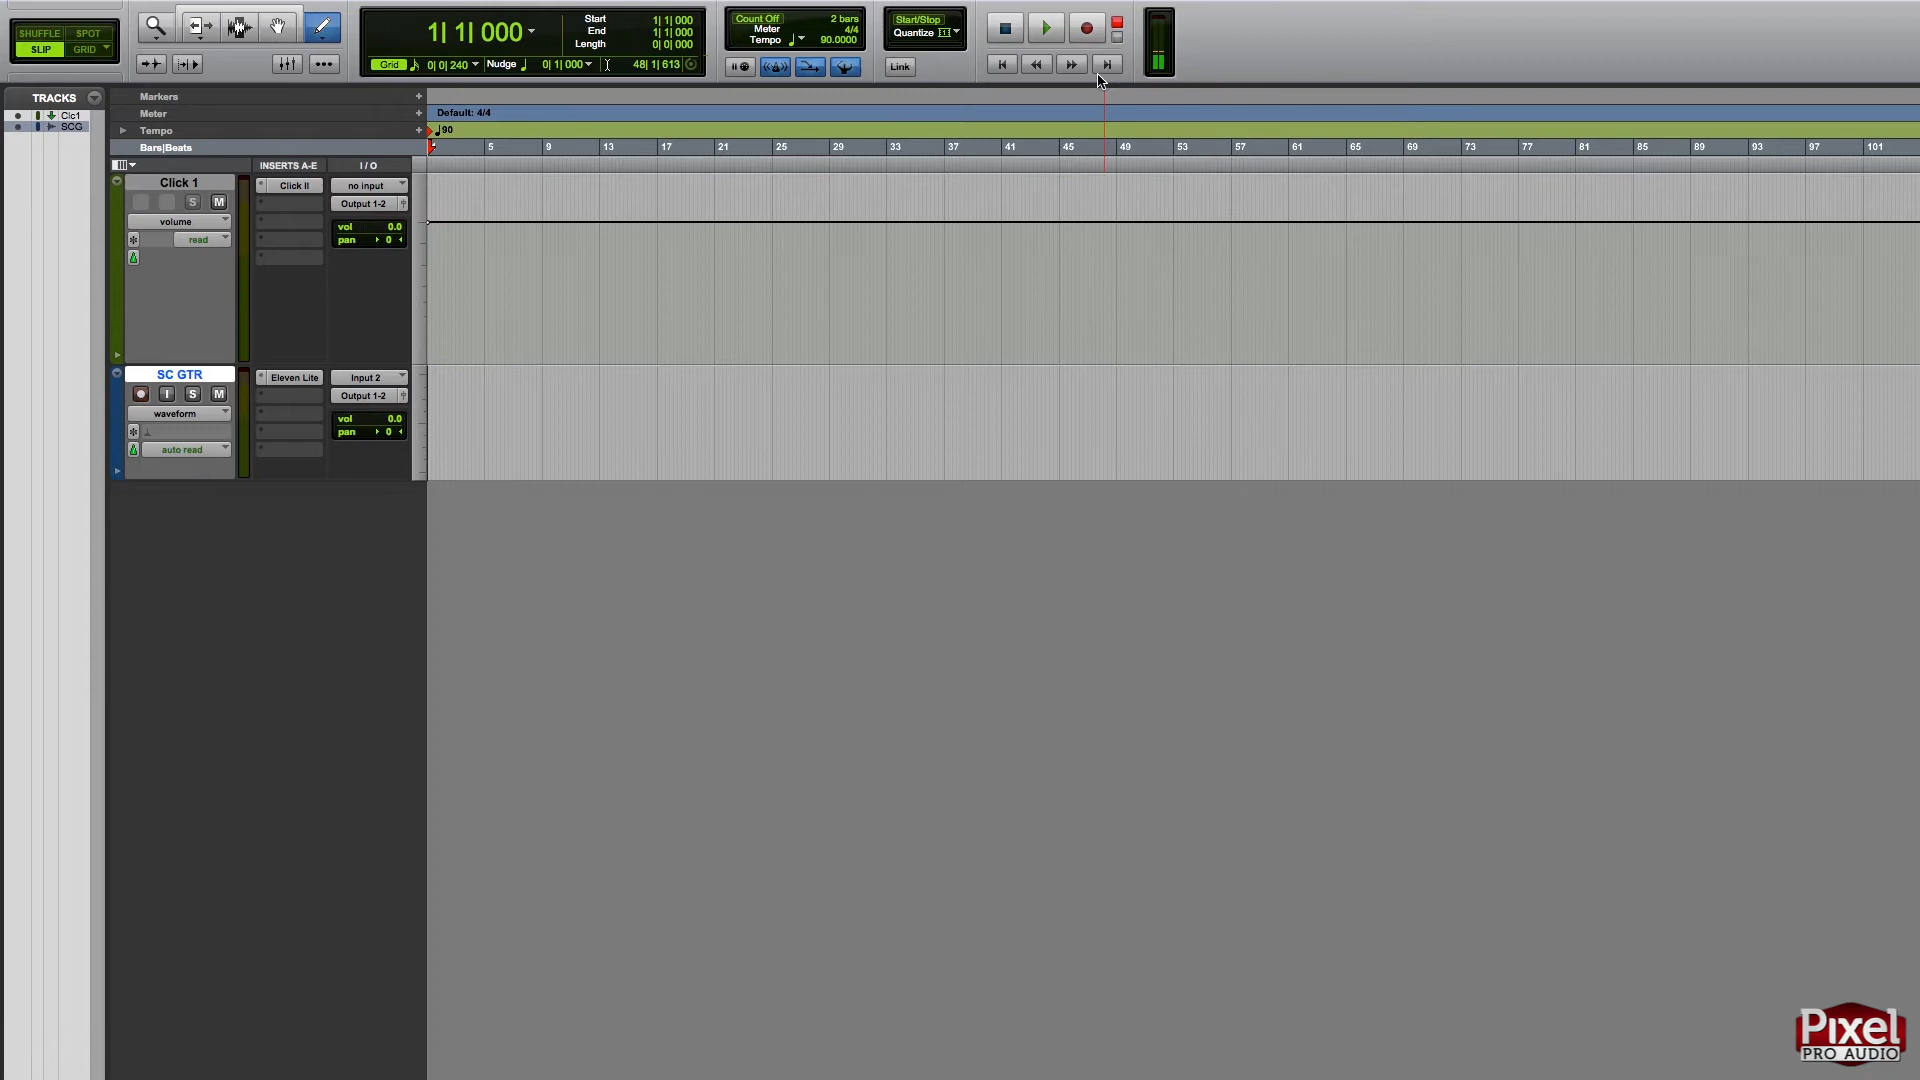 SHUFFLE SPOT
SLIP GRID
1| 1| 000
Start 1| 1| 000
End 1| 1| 000
Length 0| 0| 000
Grid 0| 0| 240 Nudge 0| 1| 000 48| 1| 613
Count Off 2 bars
Meter 4/4
Tempo 90.0000
Start/Stop
Quantize
Link
TRACKS
Clc1
SCG
Markers +
Meter + Default: 4/4
Tempo + 90
Bars|Beats 5 9 13 17 21 25 29 33 37 41 45 49 53 57 61 65 69 73 77 81 85 89 93 97 101
INSERTS A-E I / O
Click 1 Click II no input
S M Output 1-2
volume vol 0.0
read pan 0
SC GTR Eleven Lite Input 2
I S M Output 1-2
waveform vol 0.0
pan 0
auto read
Pixel
PRO AUDIO